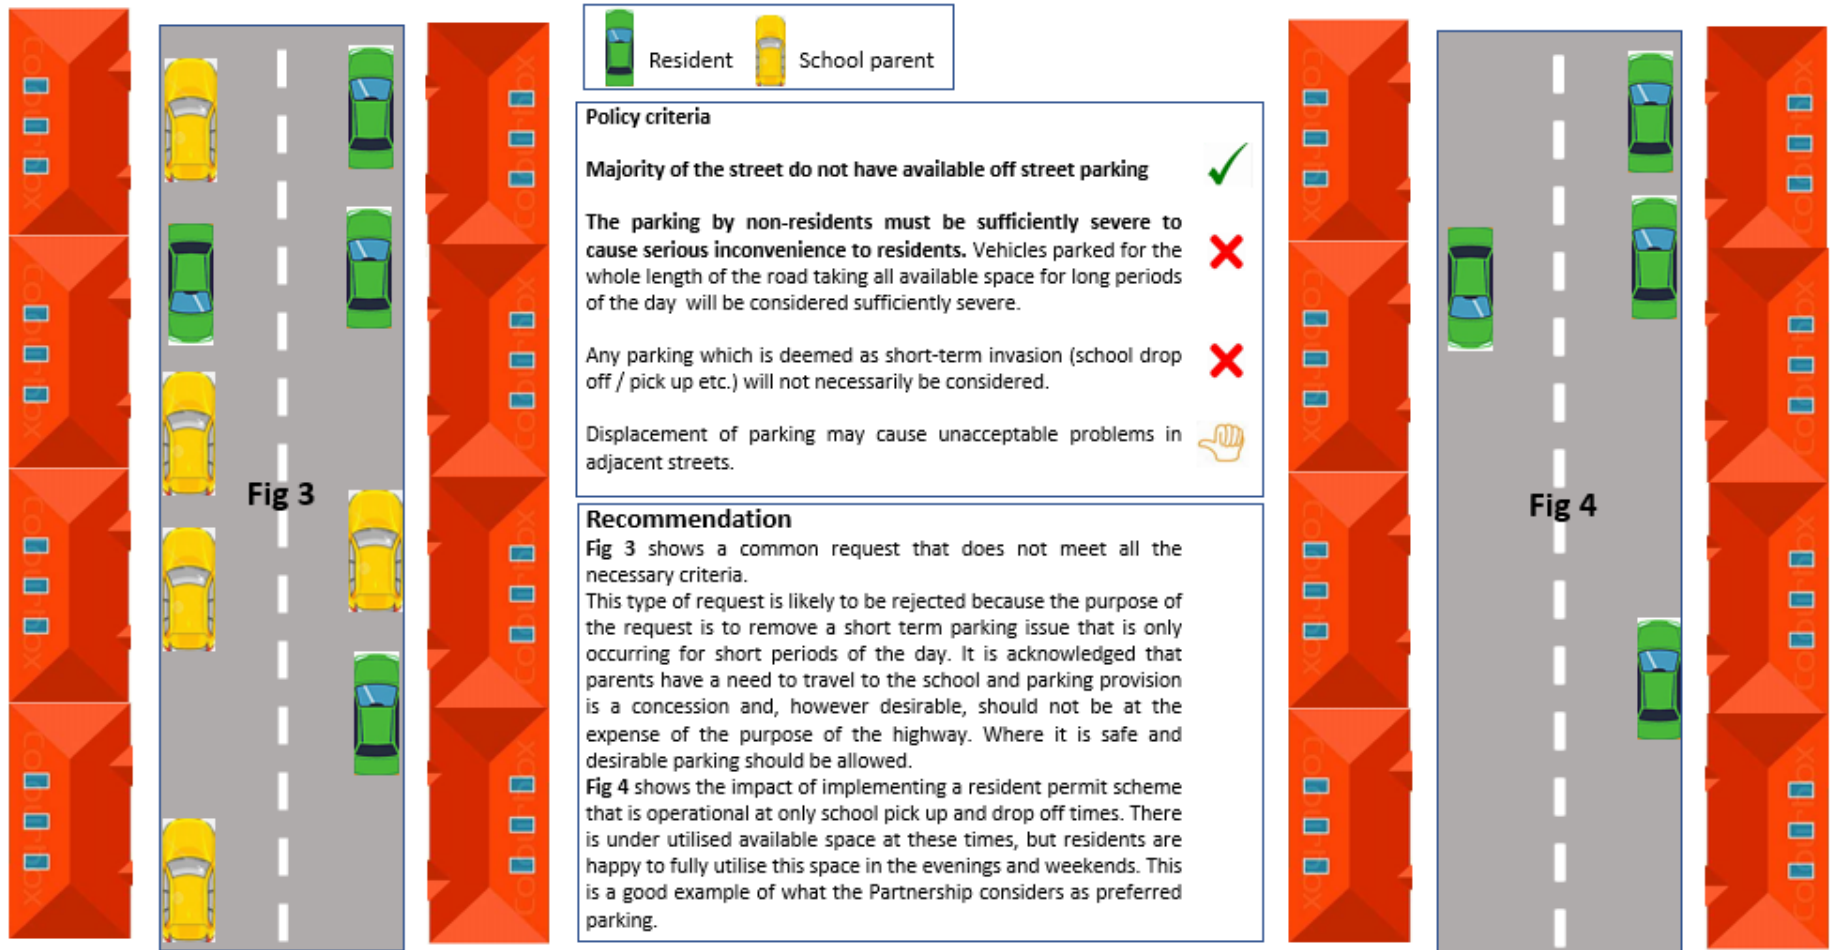 Resident
School parent
Policy criteria
Majority of the street do not have available off street parking
The parking by non-residents must be sufficiently severe to
cause serious inconvenience to residents. Vehicles parked for the
whole length of the road taking all available space for long periods
of the day will be considered sufficiently severe.
Any parking which is deemed as short-term invasion (school drop
off / pick up etc.) will not necessarily be considered.
Displacement of parking may cause unacceptable problems in
adjacent streets.
Fig 3
Recommendation
Fig 3 shows a common request that does not meet all the
necessary criteria.
This type of request is likely to be rejected because the purpose of
the request is to remove a short term parking issue that is only
occurring for short periods of the day. It is acknowledged that
parents have a need to travel to the school and parking provision
is a concession and, however desirable, should not be at the
expense of the purpose of the highway. Where it is safe and
desirable parking should be allowed.
Fig 4 shows the impact of implementing a resident permit scheme
that is operational at only school pick up and drop off times. There
is under utilised available space at these times, but residents are
happy to fully utilise this space in the evenings and weekends. This
is a good example of what the Partnership considers as preferred
parking.
Fig 4